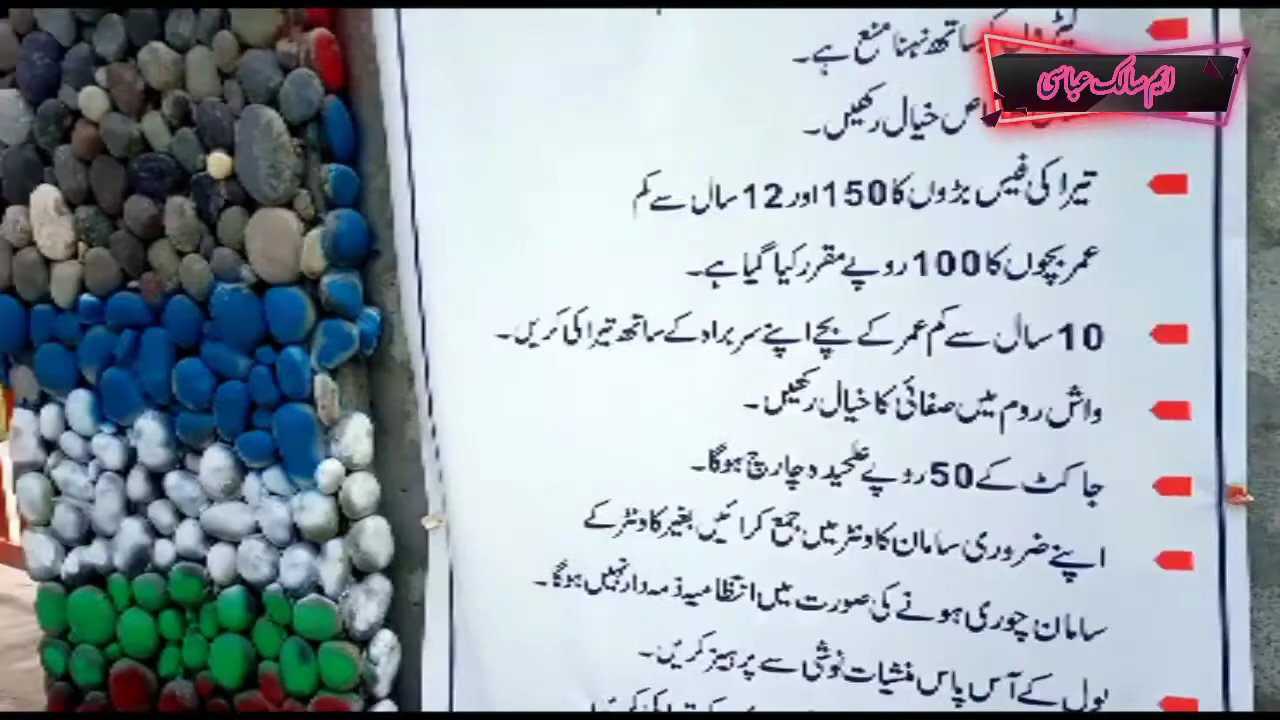 ساتھ نہنا منع ہے۔
ایم سالک عباسی
خیال رکھیں۔
تیراکی فیس بڑوں کا 150 اور 12 سال سے کم
عمر بچوں کا 100 روپے مقرر کیا گیا ہے۔
10 سال سے کم عمر کے بچے اپنے سربراہ کے ساتھ تیراکی کریں۔
واش روم میں صفائی کا خیال رکھیں۔
جاکٹ کے 50 روپے علحیدہ چارج ہوگا۔
اپنے ضروری سامان کاونٹر میں جمع کرائیں بغیر کاونٹر کے
سامان چوری ہونے کی صورت میں انتظامیہ ذمہ دار نہیں ہوگا۔
پول کے آس پاس منشیات نوشی سے پرہیز کریں۔